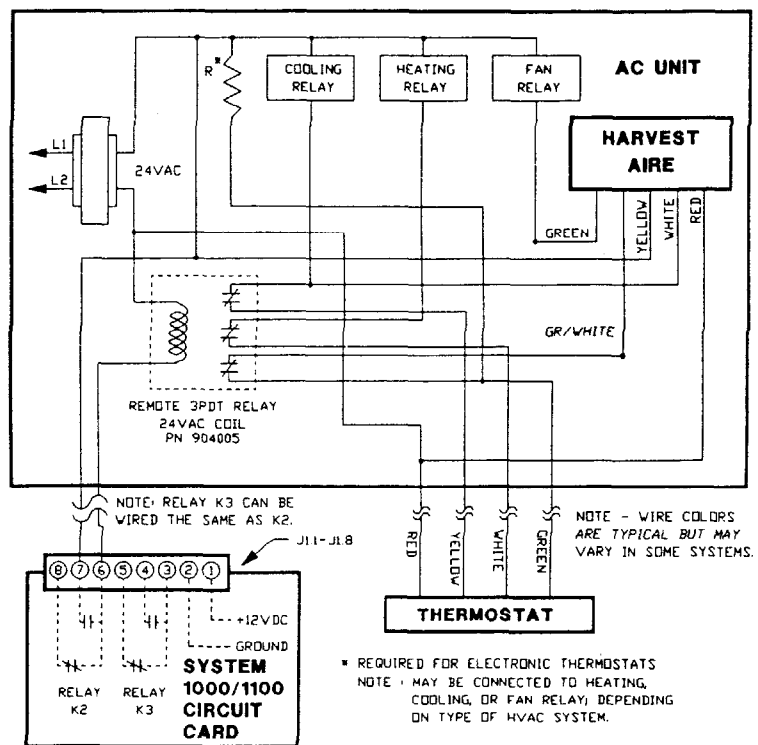 R*
COOLING
RELAY
HEATING
RELAY
FAN
RELAY
AC UNIT
HARVEST
AIRE
L1
L2
24VAC
GREEN
YELLOW
WHITE
RED
GR/WHITE
REMOTE 3PDT RELAY
24VAC COIL
PN 904005
NOTE: RELAY K3 CAN BE
WIRED THE SAME AS K2.
J1.1-J1.8
RED
YELLOW
WHITE
GREEN
NOTE - WIRE COLORS
ARE TYPICAL BUT MAY
VARY IN SOME SYSTEMS.
8 7 6 5 4 3 2 1
+12VDC
GROUND
RELAY
K2
RELAY
K3
SYSTEM
1000/1100
CIRCUIT
CARD
THERMOSTAT
* REQUIRED FOR ELECTRONIC THERMOSTATS
NOTE : MAY BE CONNECTED TO HEATING,
COOLING, OR FAN RELAY; DEPENDING
ON TYPE OF HVAC SYSTEM.